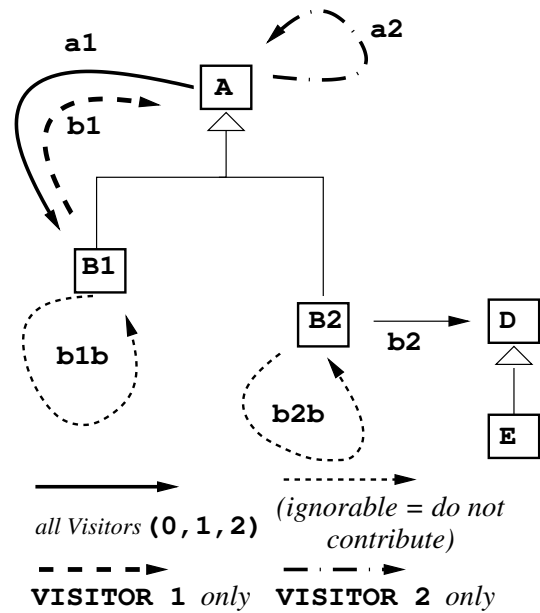 a2
a1
A
b1
B1
B2
D
b2
b1b
b2b
E
all Visitors (0,1,2)
(ignorable = do not
contribute)
VISITOR 1 only
VISITOR 2 only